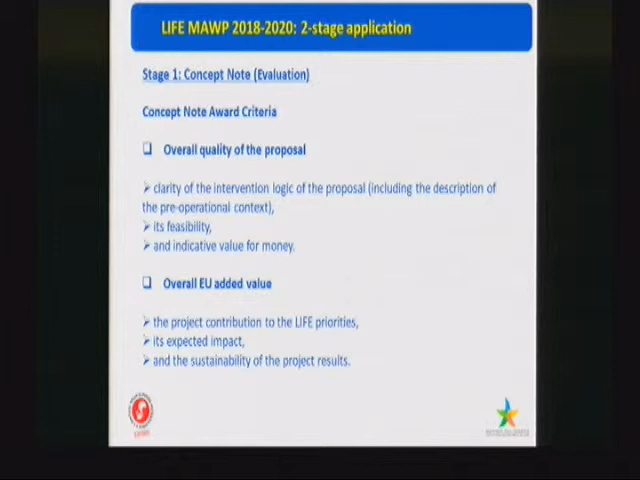 LIFE MAWP 2018-2020: 2-stage application
Stage 1: Concept Note (Evaluation)
Concept Note Award Criteria
❑ Overall quality of the proposal
➢ clarity of the intervention logic of the proposal (including the description of
the pre-operational context),
➢ its feasibility,
➢ and indicative value for money.
❑ Overall EU added value
➢ the project contribution to the LIFE priorities,
➢ its expected impact,
➢ and the sustainability of the project results.